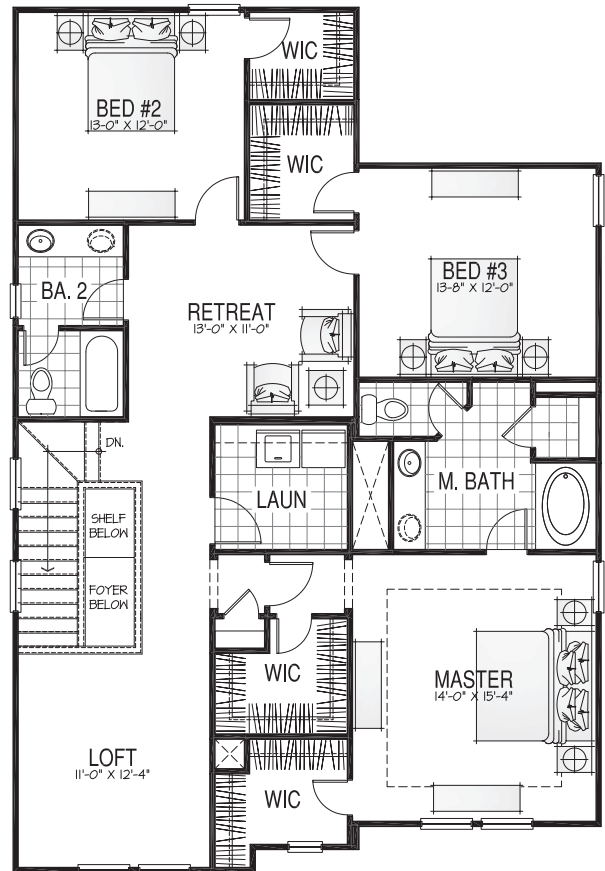 WIC
BED #2
13-0" X 12'-0"
WIC
BA. 2
RETREAT
13'-0" X 11'-0"
BED #3
13-8" X 12'-0"
DN.
LAUN
M. BATH
SHELF
BELOW
FOYER
BELOW
WIC
MASTER
14'-0" X 15'-4"
LOFT
11'-0" X 12'-4"
WIC